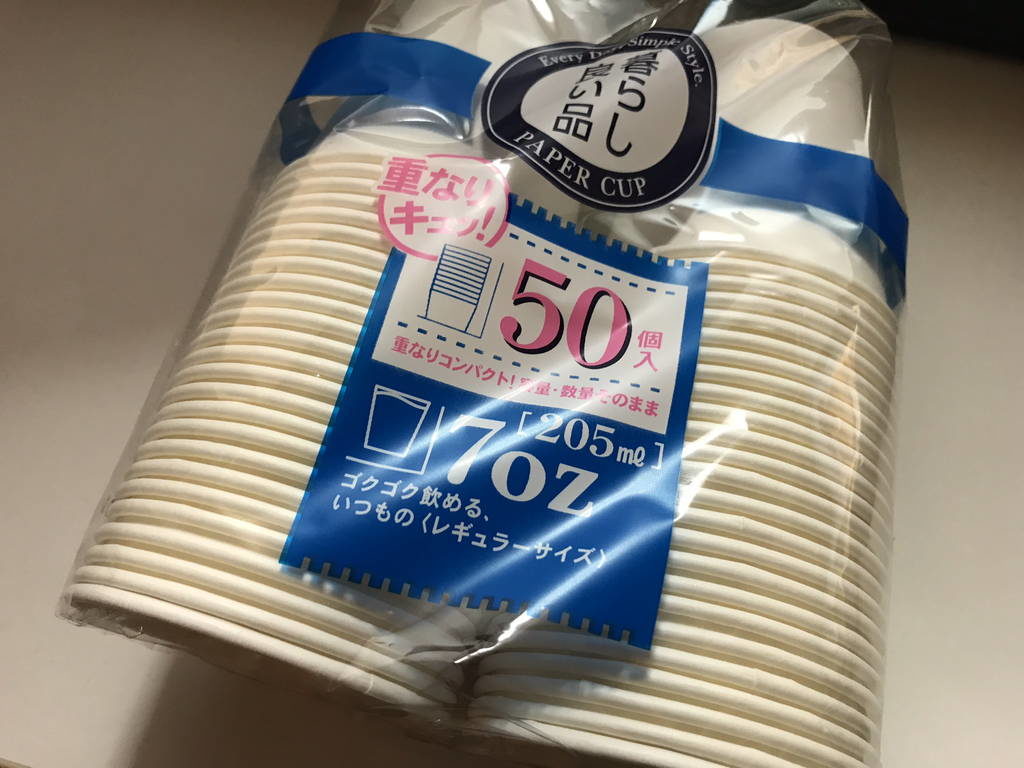 Every Day Simple Style.
暮らし
良い品
PAPER CUP
重なり
キュッ!
50
個入
重なりコンパクト!容量・数量そのまま
[205ml]
7oz
ゴクゴク飲める、
いつもの〈レギュラーサイズ〉